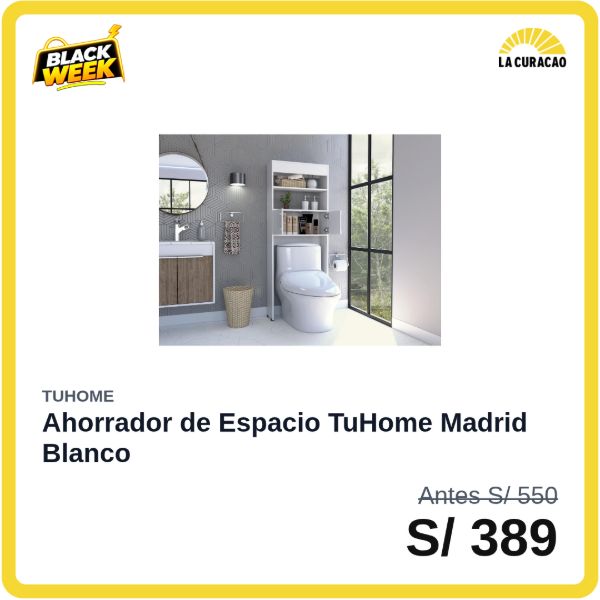 BLACK
WEEK
LA CURACAO
TUHOME
Ahorrador de Espacio TuHome Madrid
Blanco
Antes S/ 550
S/ 389